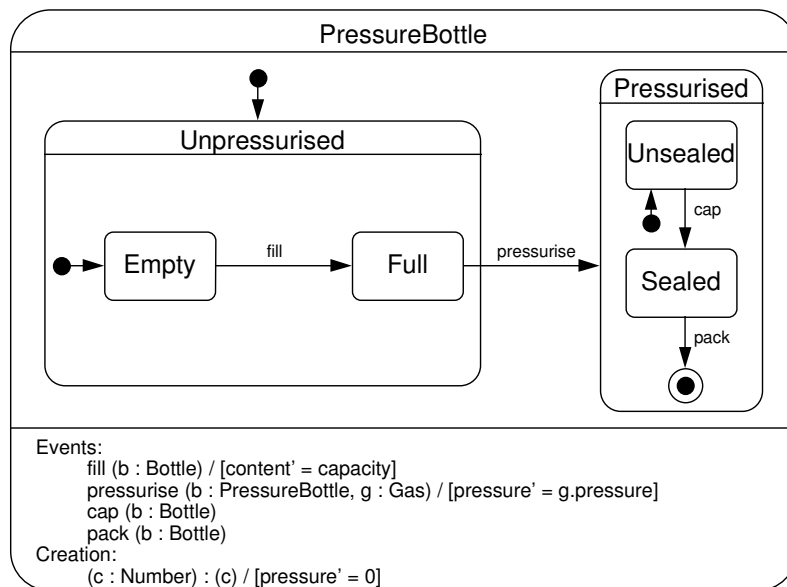 PressureBottle
Pressurised
Unpressurised
Unsealed
cap
fill
pressurise
Empty
Full
Sealed
pack
Events:
fill (b : Bottle) / [content’ = capacity]
pressurise (b : PressureBottle, g : Gas) / [pressure’ = g.pressure]
cap (b : Bottle)
pack (b : Bottle)
Creation:
(c : Number) : (c) / [pressure’ = 0]